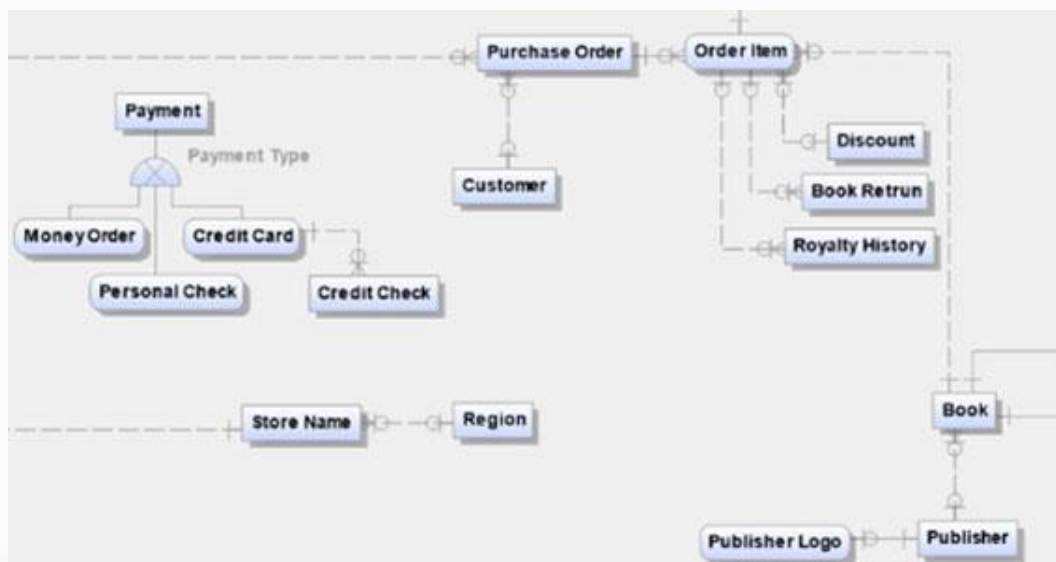 Purchase Order
Order Item
Payment
Payment Type
Discount
Customer
Book Retrun
Money Order
Credit Card
Royalty History
Personal Check
Credit Check
Store Name
Region
Book
Publisher Logo
Publisher